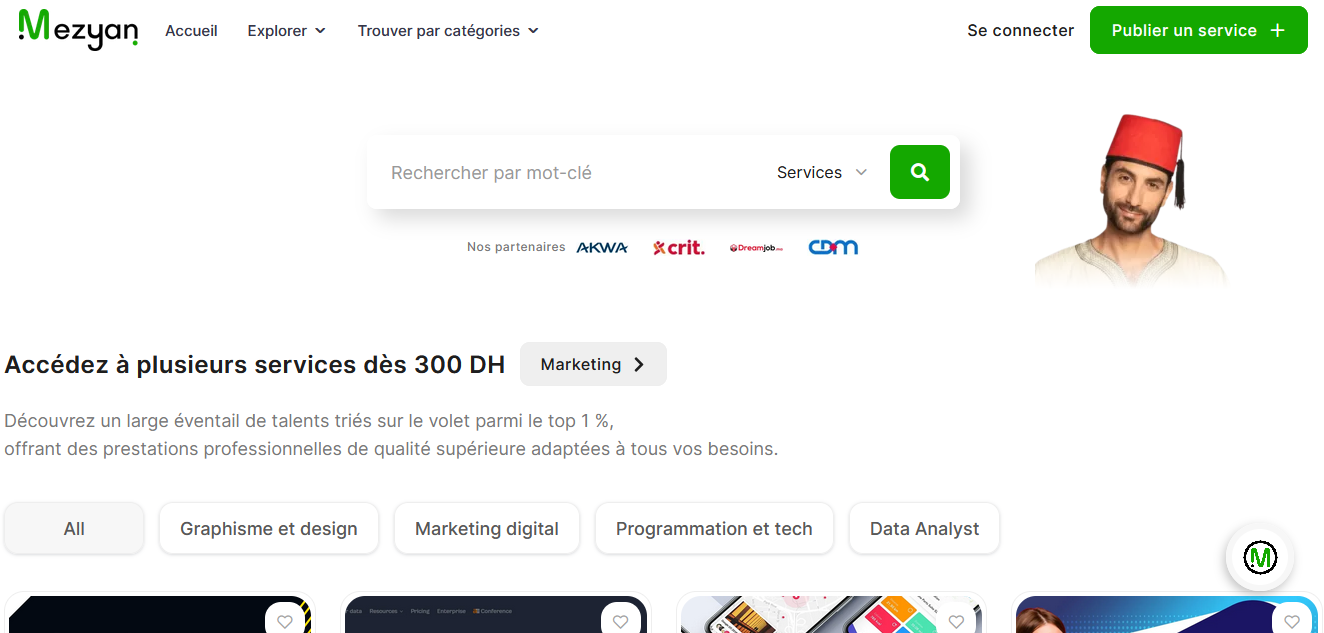 Mezyan
Accueil
Explorer
Trouver par catégories
Se connecter
Publier un service +
Rechercher par mot-clé
Services
Nos partenaires
AKWA
crit.
Dreamjob.ma
CDM
Accédez à plusieurs services dès 300 DH
Marketing
Découvrez un large éventail de talents triés sur le volet parmi le top 1 %,
offrant des prestations professionnelles de qualité supérieure adaptées à tous vos besoins.
All
Graphisme et design
Marketing digital
Programmation et tech
Data Analyst
M
data Resources Pricing Enterprise Conference